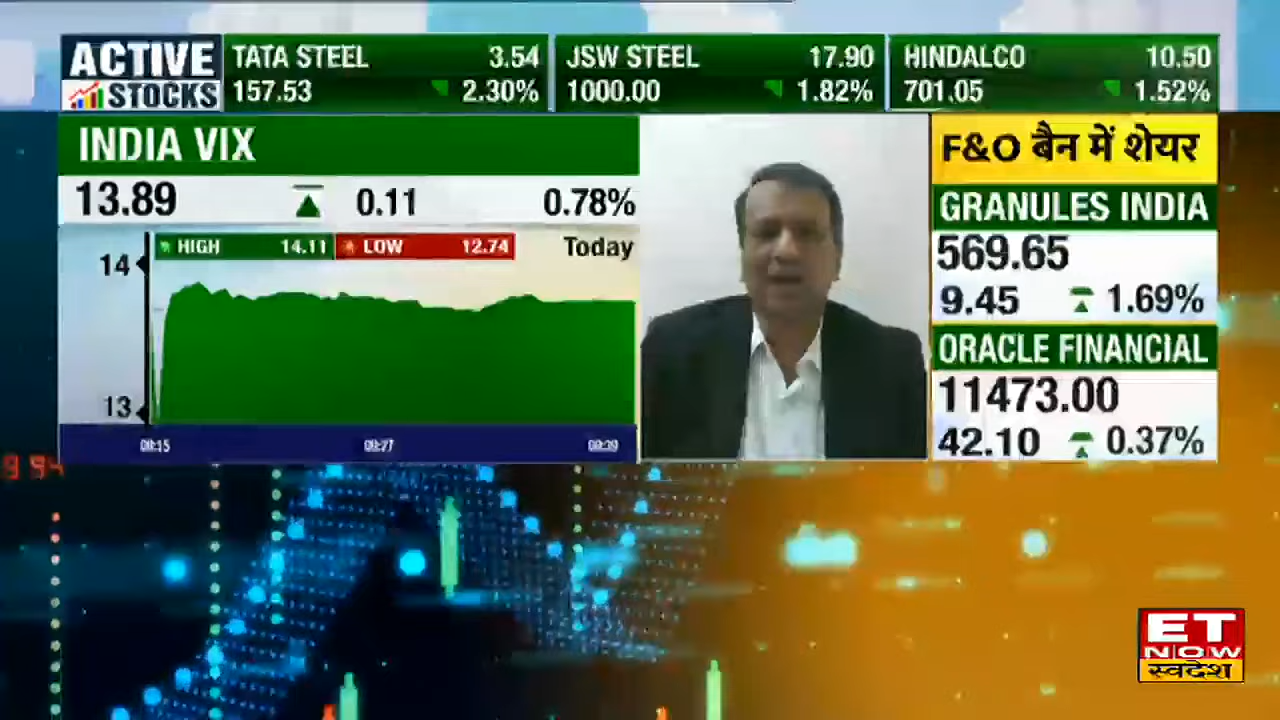 ACTIVE
STOCKS
TATA STEEL 3.54
157.53 2.30%
JSW STEEL 17.90
1000.00 1.82%
HINDALCO 10.50
701.05 1.52%
INDIA VIX
13.89 0.11 0.78%
HIGH 14.11 LOW 12.74 Today
14
13
F&O बैन में शेयर
GRANULES INDIA
569.65
9.45 1.69%
ORACLE FINANCIAL
11473.00
42.10 0.37%
ET
NOW
स्वदेश